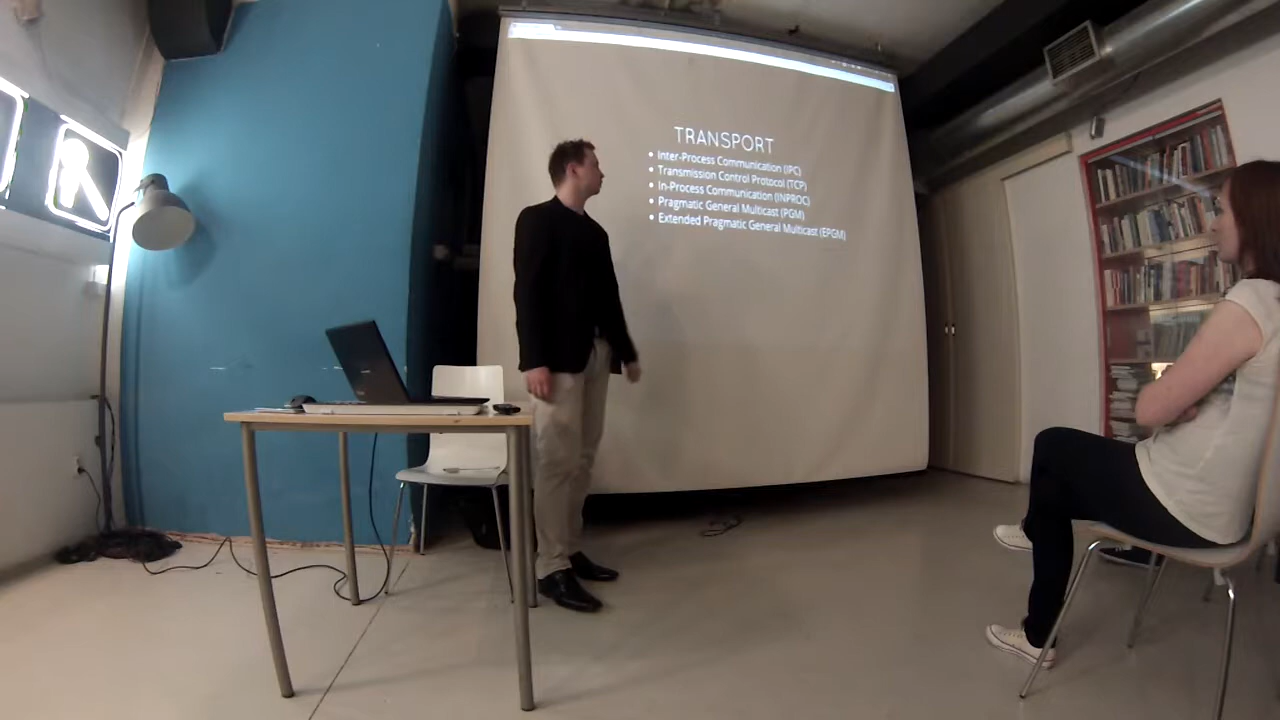 TRANSPORT
• Inter-Process Communication (IPC)
• Transmission Control Protocol (TCP)
• In-Process Communication (INPROC)
• Pragmatic General Multicast (PGM)
• Extended Pragmatic General Multicast (EPGM)
R